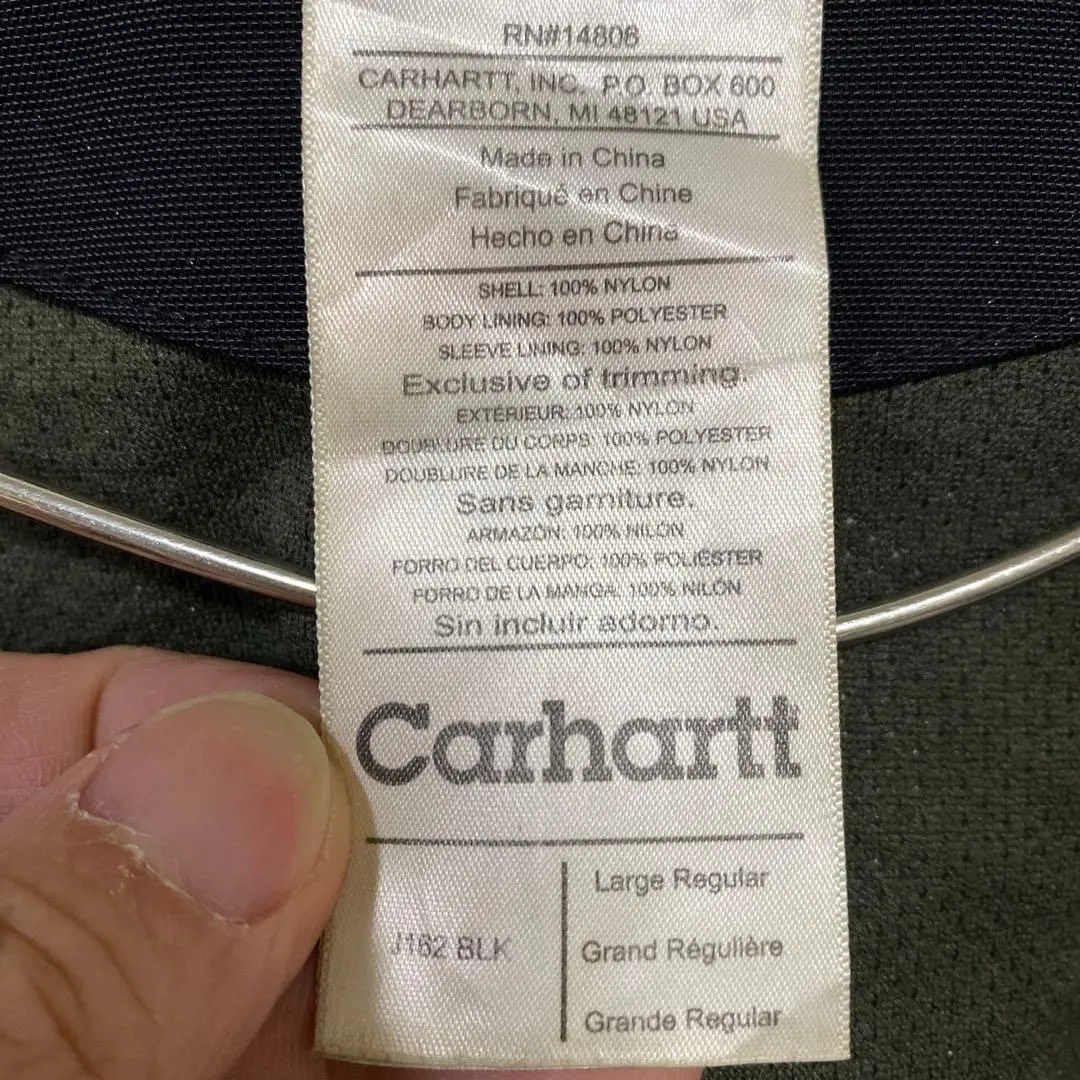 RN#14806
CARHARTT, INC. P.O. BOX 600
DEARBORN, MI 48121 USA
Made in China
Fabriqué en Chine
Hecho en China
SHELL: 100% NYLON
BODY LINING: 100% POLYESTER
SLEEVE LINING: 100% NYLON
Exclusive of trimming.
EXTÉRIEUR: 100% NYLON
DOUBLURE DU CORPS: 100% POLYESTER
DOUBLURE DE LA MANCHE: 100% NYLON
Sans garniture.
ARMAZÓN: 100% NILÓN
FORRO DEL CUERPO: 100% POLIÉSTER
FORRO DE LA MANGA: 100% NILÓN
Sin incluir adorno.
Carhartt
J162 BLK
Large Regular
Grand Régulière
Grande Regular